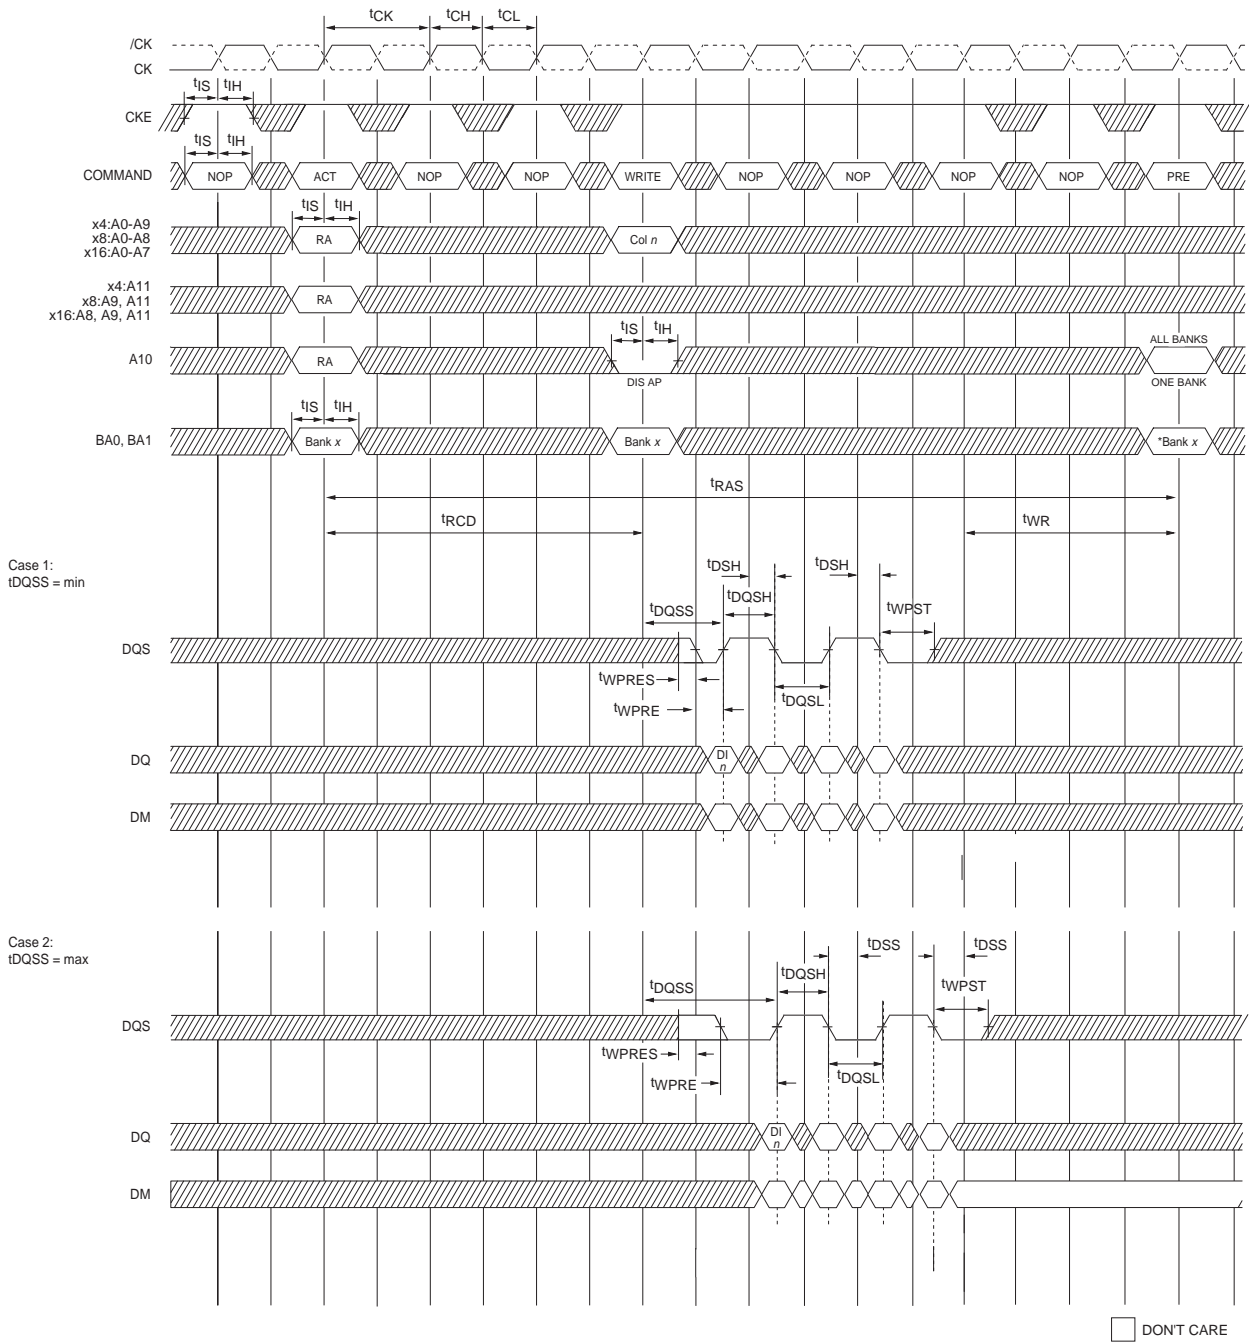 tCK tCH tCL
/CK
CK
tIS tIH
CKE
tIS tIH
COMMAND NOP ACT NOP NOP WRITE NOP NOP NOP NOP PRE
tIS tIH
x4:A0-A9
x8:A0-A8
x16:A0-A7
RA Col n
x4:A11
x8:A9, A11
x16:A8, A9, A11
RA
tIS tIH
ALL BANKS
A10 RA
DIS AP ONE BANK
tIS tIH
BA0, BA1 Bank x Bank x *Bank x
tRAS
tRCD tWR
Case 1:
tDQSS = min
tDSH tDSH
tDQSH
tDQSS tWPST
DQS
tWPRES
tDQSL
tWPRE
DQ DI
n
DM
Case 2:
tDQSS = max
tDSS tDSS
tDQSH
tDQSS tWPST
DQS
tWPRES
tDQSL
tWPRE
DQ DI
n
DM
DON'T CARE